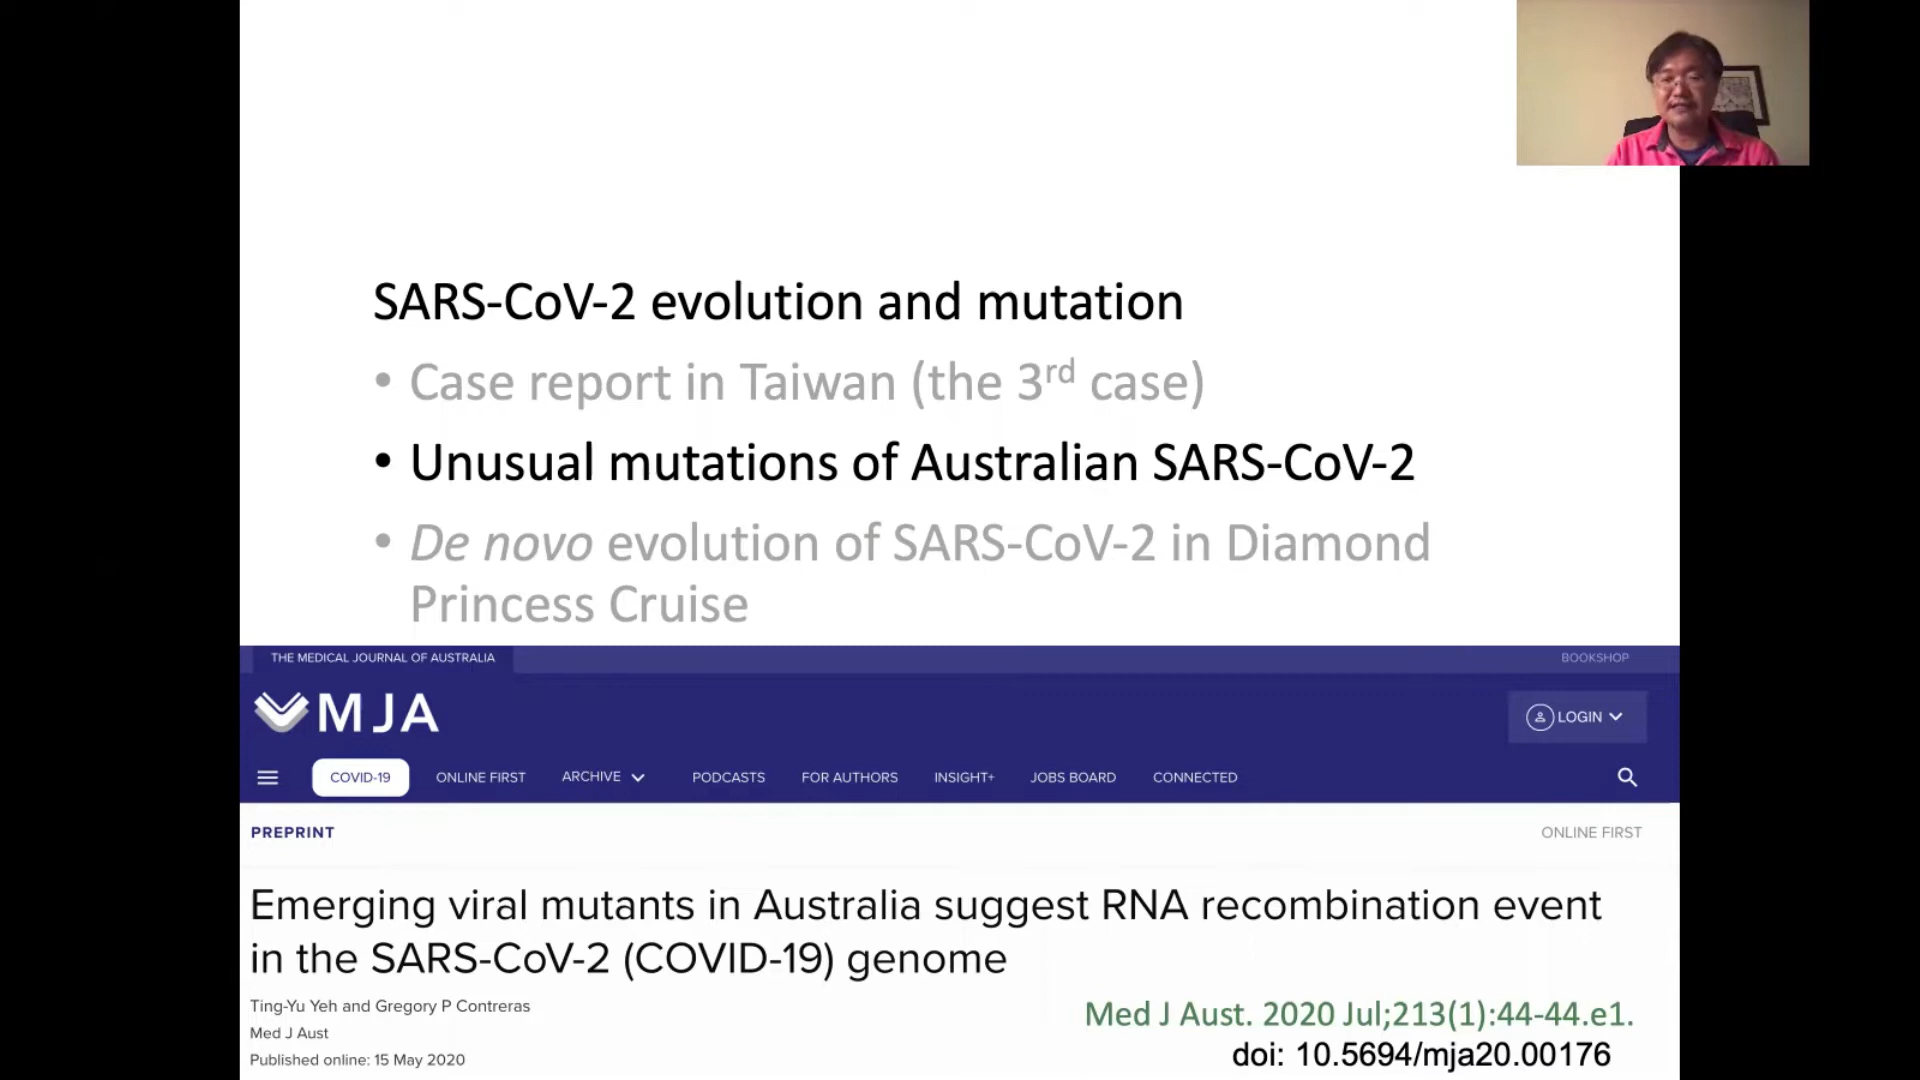 SARS-CoV-2 evolution and mutation
• Case report in Taiwan (the 3rd case)
• Unusual mutations of Australian SARS-CoV-2
• De novo evolution of SARS-CoV-2 in Diamond
Princess Cruise
THE MEDICAL JOURNAL OF AUSTRALIA BOOKSHOP
MJA LOGIN
COVID-19 ONLINE FIRST ARCHIVE PODCASTS FOR AUTHORS INSIGHT+ JOBS BOARD CONNECTED
PREPRINT ONLINE FIRST
Emerging viral mutants in Australia suggest RNA recombination event
in the SARS-CoV-2 (COVID-19) genome
Ting-Yu Yeh and Gregory P Contreras
Med J Aust
Published online: 15 May 2020
Med J Aust. 2020 Jul;213(1):44-44.e1.
doi: 10.5694/mja20.00176